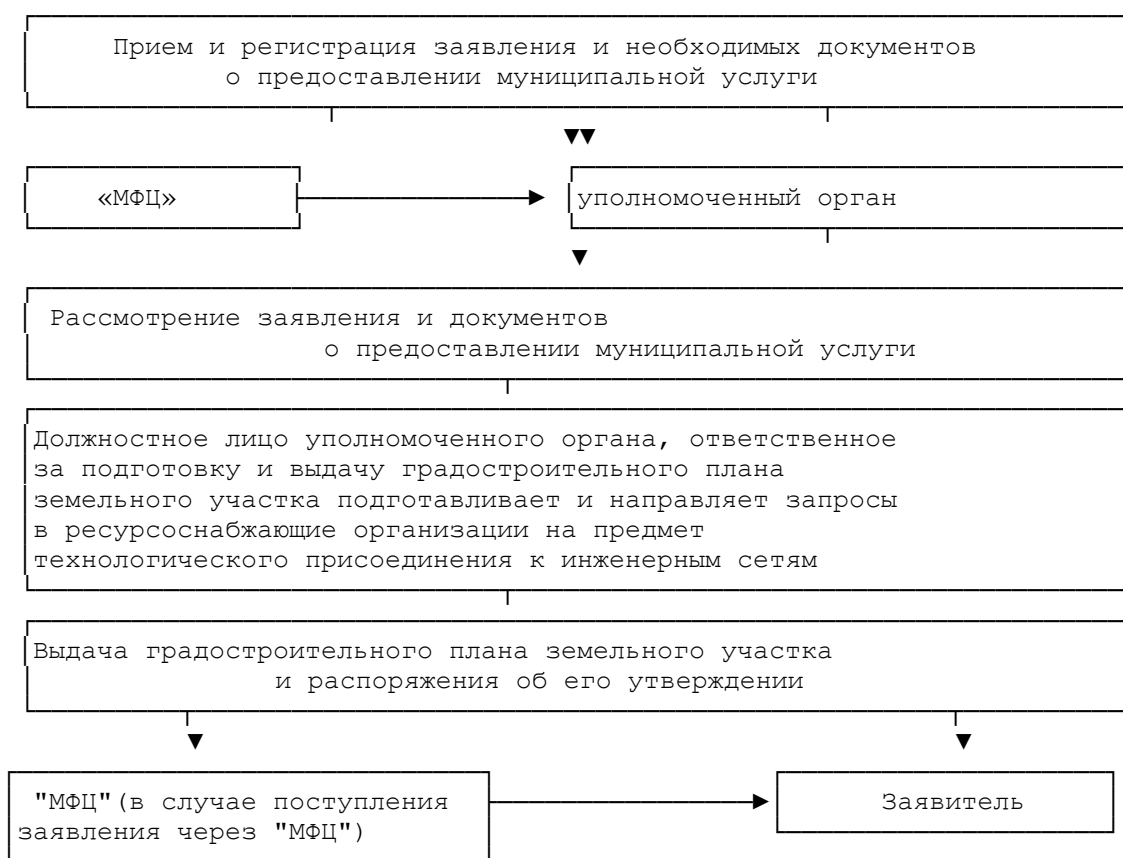 Прием и регистрация заявления и необходимых документов
о предоставлении муниципальной услуги
«МФЦ»
уполномоченный орган
Рассмотрение заявления и документов
о предоставлении муниципальной услуги
Должностное лицо уполномоченного органа, ответственное
за подготовку и выдачу градостроительного плана
земельного участка подготавливает и направляет запросы
в ресурсоснабжающие организации на предмет
технологического присоединения к инженерным сетям
Выдача градостроительного плана земельного участка
и распоряжения об его утверждении
"МФЦ"(в случае поступления
заявления через "МФЦ")
Заявитель